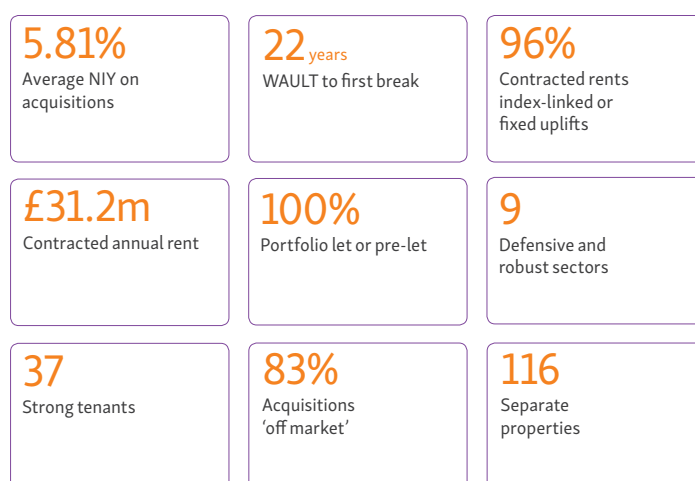 5.81%
Average NIY on
acquisitions
22 years
WAULT to first break
96%
Contracted rents
index-linked or
fixed uplifts
£31.2m
Contracted annual rent
100%
Portfolio let or pre-let
9
Defensive and
robust sectors
37
Strong tenants
83%
Acquisitions
‘off market’
116
Separate
properties